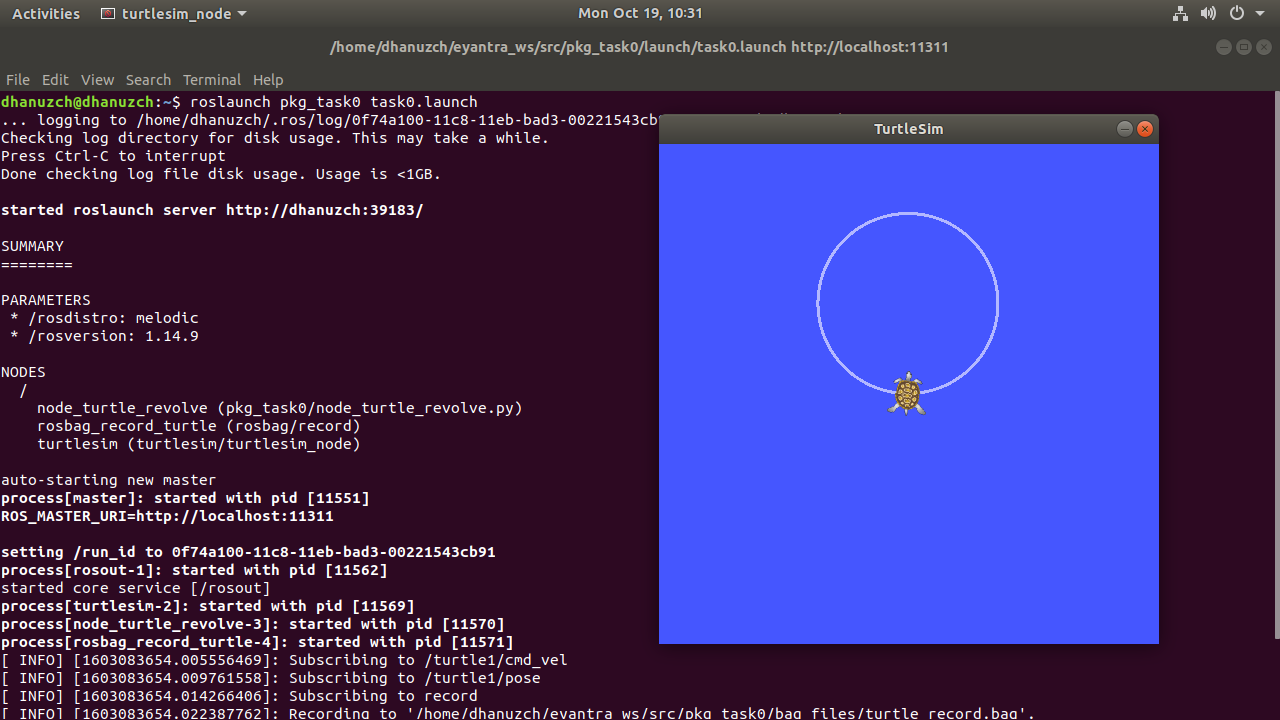 Activities turtlesim_node Mon Oct 19, 10:31
/home/dhanuzch/eyantra_ws/src/pkg_task0/launch/task0.launch http://localhost:11311
File Edit View Search Terminal Help
dhanuzch@dhanuzch:~$ roslaunch pkg_task0 task0.launch
... logging to /home/dhanuzch/.ros/log/0f74a100-11c8-11eb-bad3-00221543cb
Checking log directory for disk usage. This may take a while.
Press Ctrl-C to interrupt
Done checking log file disk usage. Usage is <1GB.
started roslaunch server http://dhanuzch:39183/
SUMMARY
========
PARAMETERS
* /rosdistro: melodic
* /rosversion: 1.14.9
NODES
/
node_turtle_revolve (pkg_task0/node_turtle_revolve.py)
rosbag_record_turtle (rosbag/record)
turtlesim (turtlesim/turtlesim_node)
auto-starting new master
process[master]: started with pid [11551]
ROS_MASTER_URI=http://localhost:11311
setting /run_id to 0f74a100-11c8-11eb-bad3-00221543cb91
process[rosout-1]: started with pid [11562]
started core service [/rosout]
process[turtlesim-2]: started with pid [11569]
process[node_turtle_revolve-3]: started with pid [11570]
process[rosbag_record_turtle-4]: started with pid [11571]
[ INFO] [1603083654.005556469]: Subscribing to /turtle1/cmd_vel
[ INFO] [1603083654.009761558]: Subscribing to /turtle1/pose
[ INFO] [1603083654.014266406]: Subscribing to record
[ INFO] [1603083654.022387762]: Recording to '/home/dhanuzch/eyantra_ws/src/pkg_task0/bag_files/turtle_record.bag'.
TurtleSim